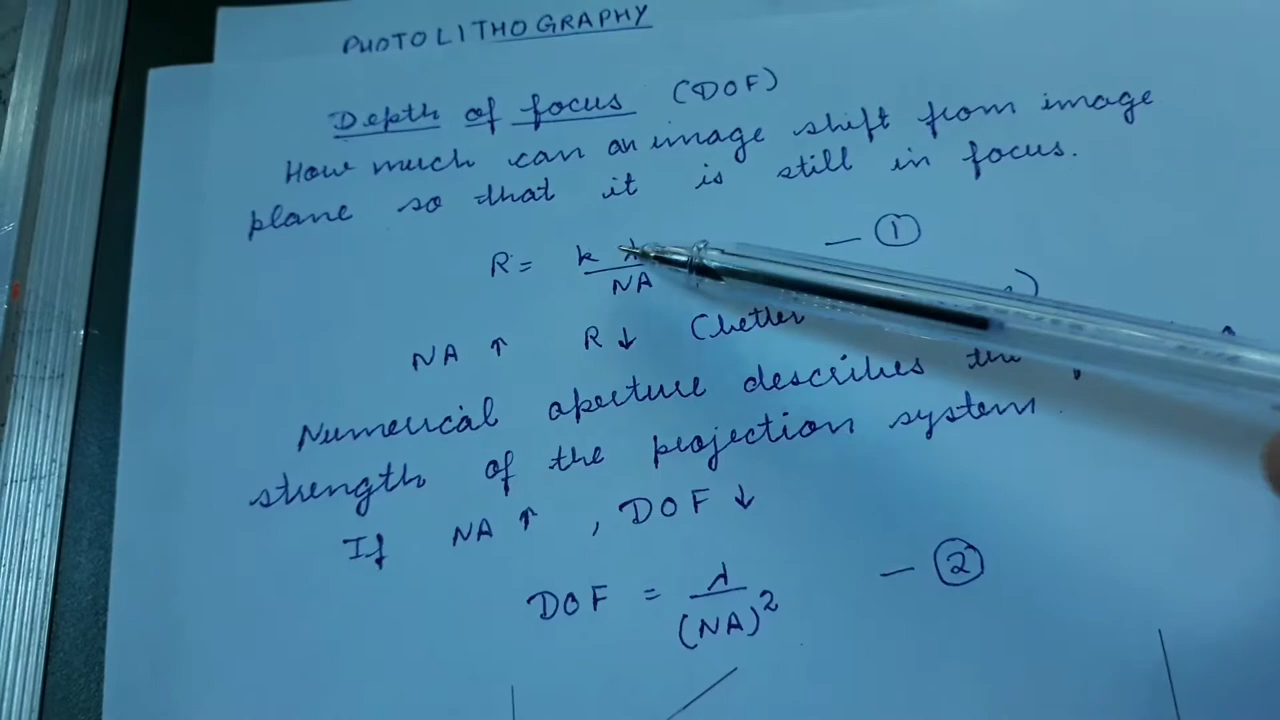 PHOTOLITHOGRAPHY
Depth of focus (DOF)
How much can an image shift from image
plane so that it is still in focus.
R = k λ / NA — ①
NA ↑ R ↓ (better
Numerical aperture describes the
strength of the projection system.
If NA ↑, DOF ↓
DOF = λ / (NA)² — ②